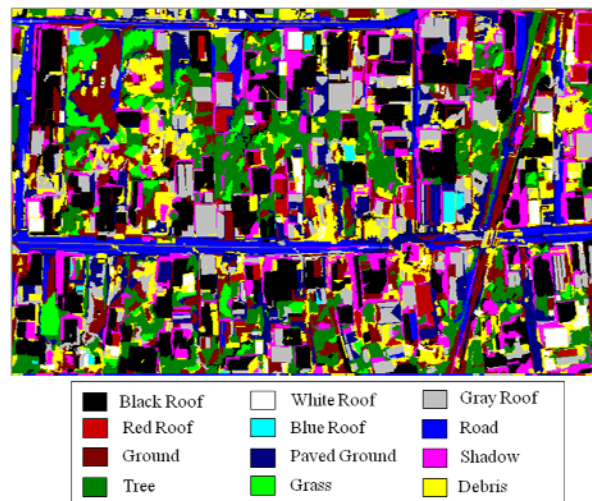 Black Roof White Roof Gray Roof
Red Roof Blue Roof Road
Ground Paved Ground Shadow
Tree Grass Debris